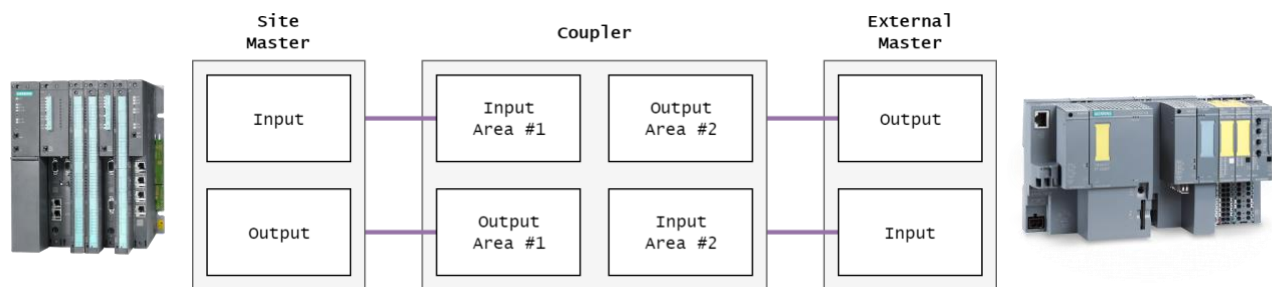 Site
Master
Coupler
External
Master
Input
Input
Area #1
Output
Area #2
Output
Output
Output
Area #1
Input
Area #2
Input
SIEMENS